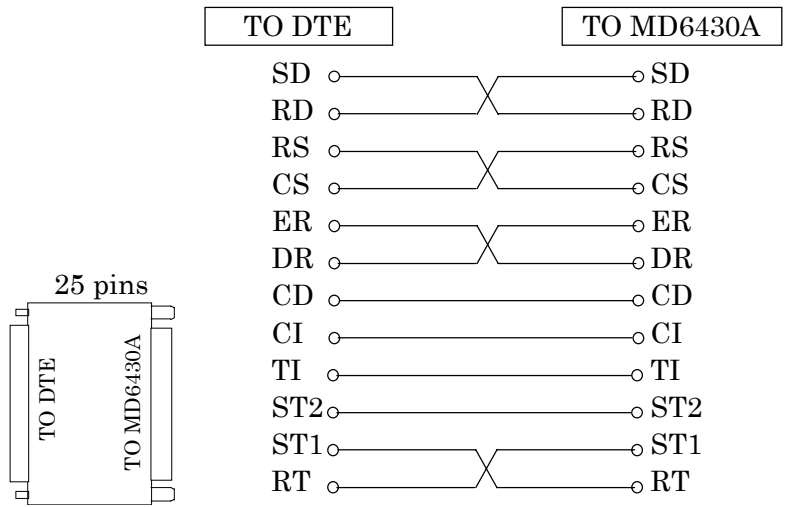 TO DTE TO MD6430A
SD SD
RD RD
RS RS
CS CS
ER ER
DR DR
CD CD
CI CI
TI TI
ST2 ST2
ST1 ST1
RT RT
25 pins
TO DTE
TO MD6430A